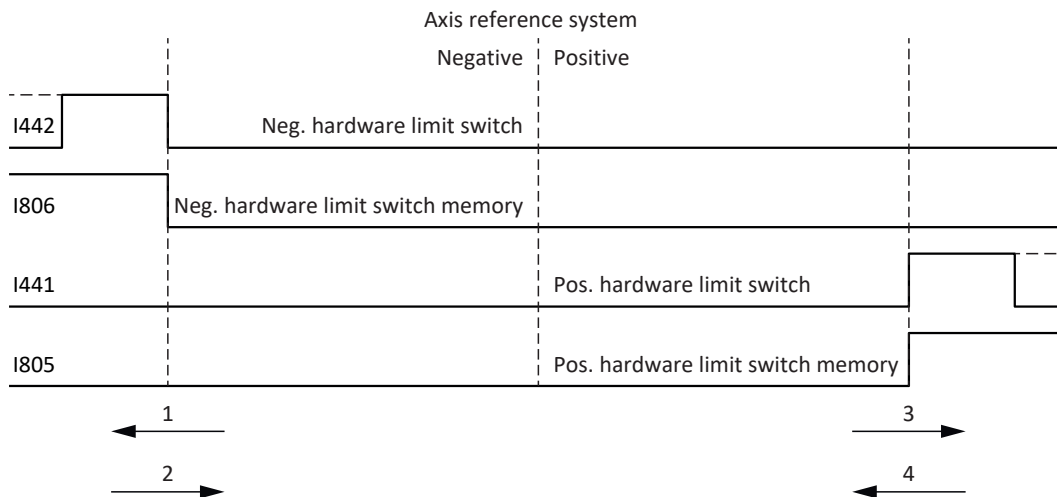 Axis reference system
Negative Positive
I442 Neg. hardware limit switch
I806 Neg. hardware limit switch memory
I441 Pos. hardware limit switch
I805 Pos. hardware limit switch memory
1 3
2 4